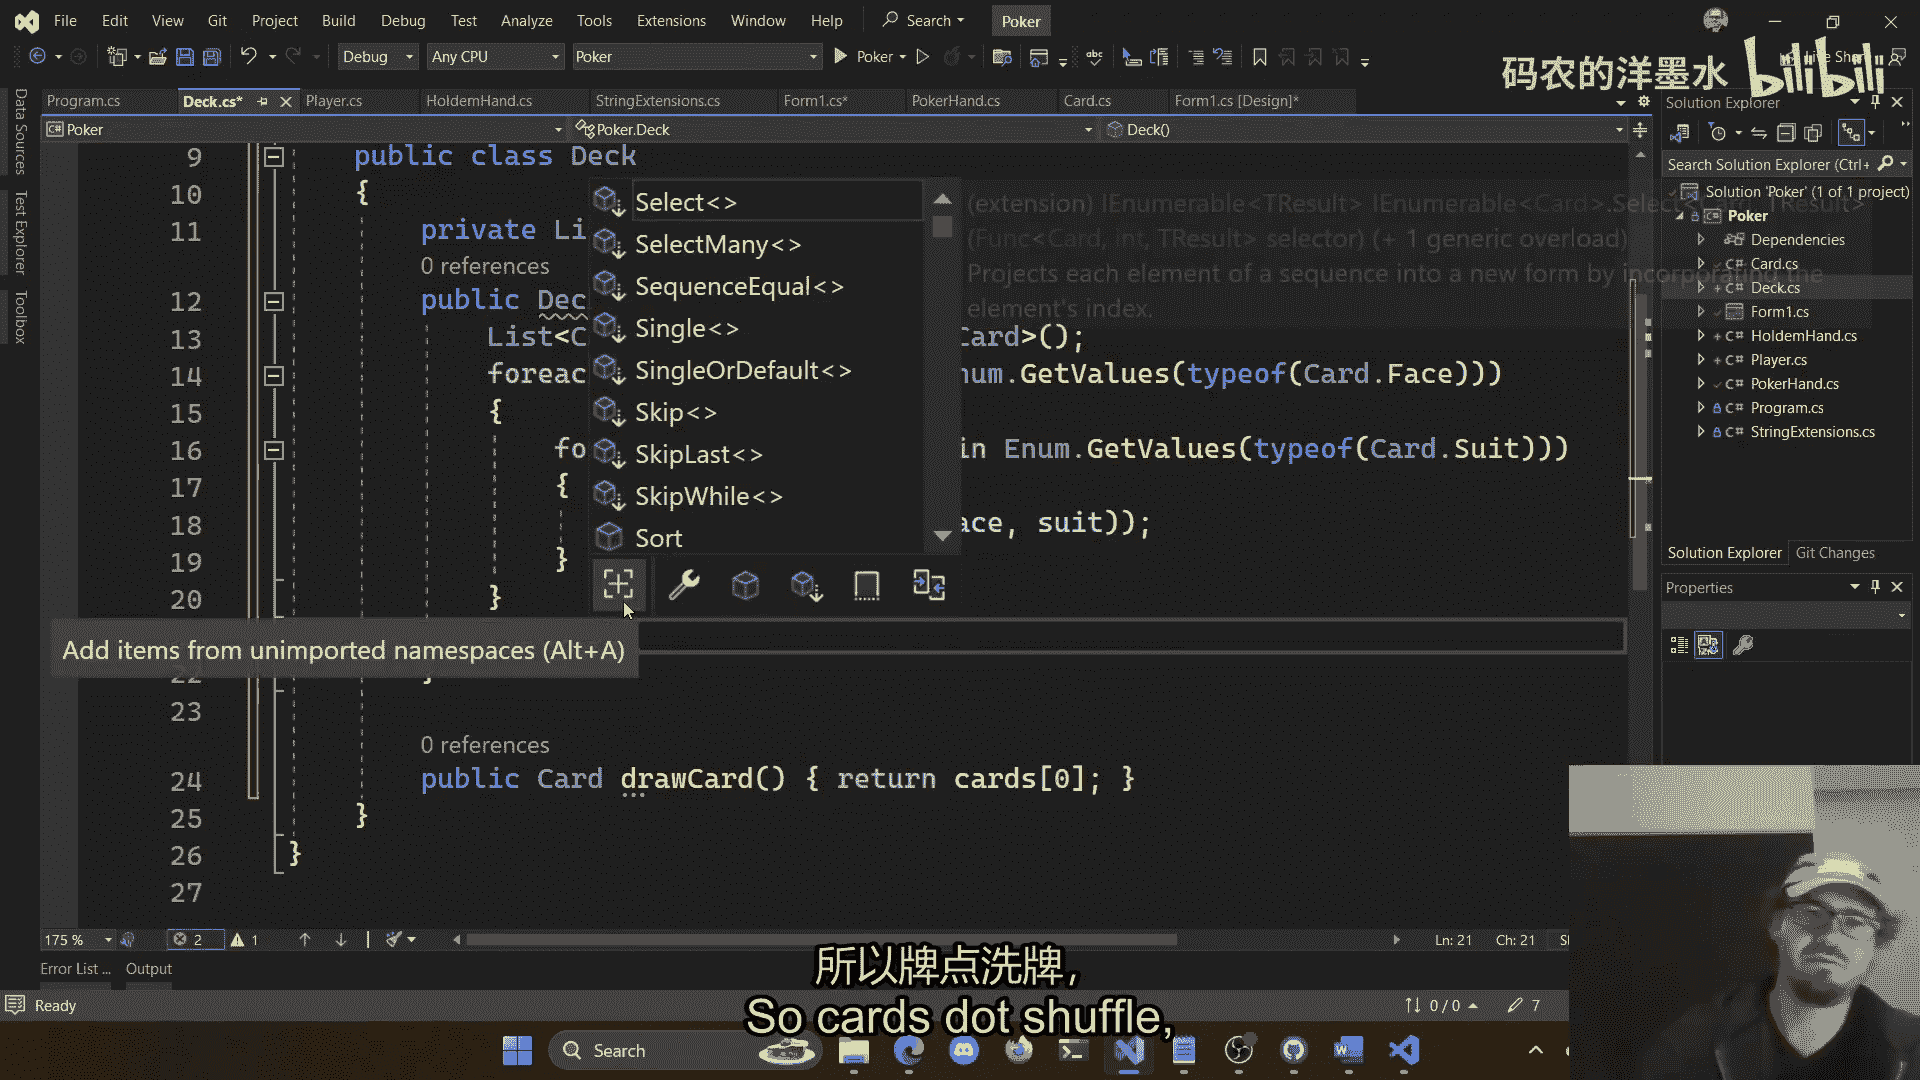 File Edit View Git Project Build Debug Test Analyze Tools Extensions Window Help Search Poker
Debug Any CPU Poker Poker
码农的洋墨水 bilibili
Program.cs Deck.cs* Player.cs HoldemHand.cs StringExtensions.cs Form1.cs* PokerHand.cs Card.cs Form1.cs [Design]*
Poker Poker.Deck Deck()
Data Sources
Test Explorer
Toolbox
9 public class Deck
10 {
11 private Li
0 references
12 public Dec
13 List<C Card>();
14 foreac num.GetValues(typeof(Card.Face)))
15 {
16 fo in Enum.GetValues(typeof(Card.Suit)))
17 {
18 ace, suit));
19 }
20 }
22
23
0 references
24 public Card drawCard() { return cards[0]; }
25 }
26 }
27
Select<>
SelectMany<>
SequenceEqual<>
Single<>
SingleOrDefault<>
Skip<>
SkipLast<>
SkipWhile<>
Sort
(extension) IEnumerable<TResult> IEnumerable<Card>.Select<Card, TResult>
(Func<Card, int, TResult> selector) (+ 1 generic overload)
Projects each element of a sequence into a new form by incorporating the
element's index.
Add items from unimported namespaces (Alt+A)
Solution Explorer
Search Solution Explorer (Ctrl+
Solution 'Poker' (1 of 1 project)
Poker
Dependencies
Card.cs
Deck.cs
Form1.cs
HoldemHand.cs
Player.cs
PokerHand.cs
Program.cs
StringExtensions.cs
Solution Explorer Git Changes
Properties
175 % 2 1 Ln: 21 Ch: 21
Error List ... Output
Ready 0 / 0 7
所以牌点洗牌，
So cards dot shuffle,
Search